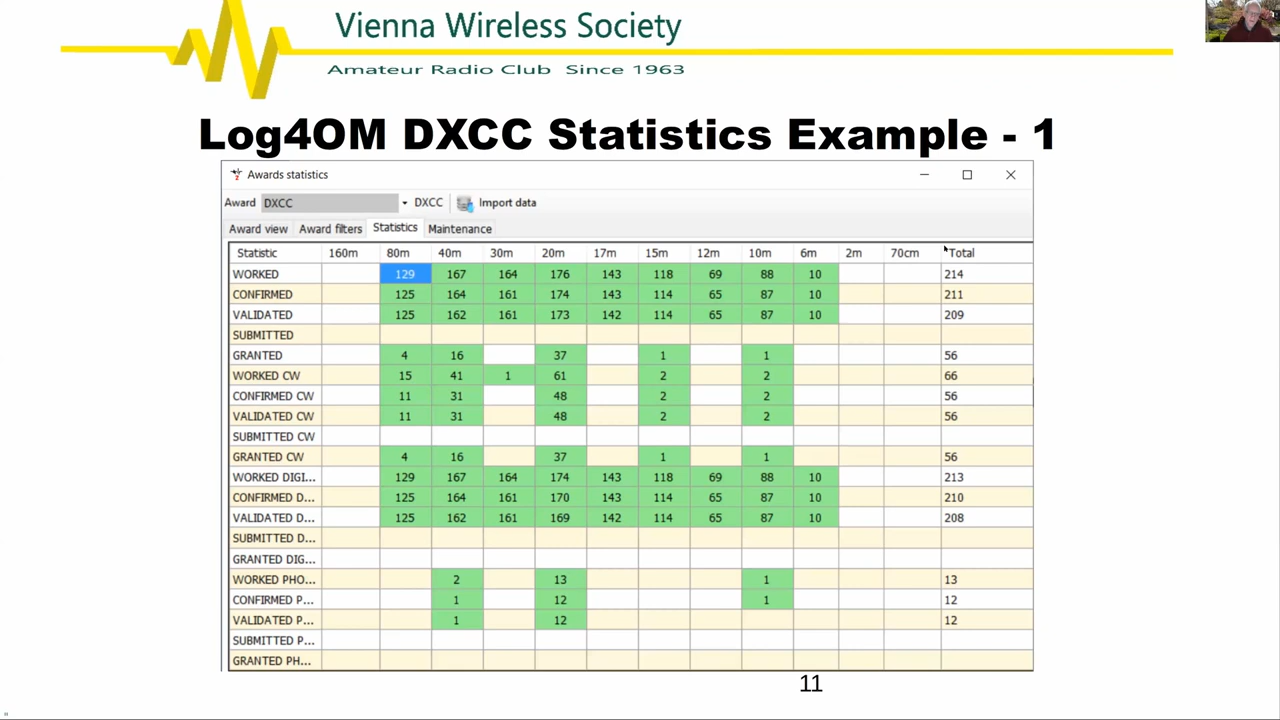 Vienna Wireless Society
Amateur Radio Club Since 1963
Log4OM DXCC Statistics Example - 1
Awards statistics
Award DXCC DXCC Import data
Award view Award filters Statistics Maintenance
Statistic 160m 80m 40m 30m 20m 17m 15m 12m 10m 6m 2m 70cm Total
WORKED 129 167 164 176 143 118 69 88 10 214
CONFIRMED 125 164 161 174 143 114 65 87 10 211
VALIDATED 125 162 161 173 142 114 65 87 10 209
SUBMITTED
GRANTED 4 16 37 1 1 56
WORKED CW 15 41 1 61 2 2 66
CONFIRMED CW 11 31 48 2 2 56
VALIDATED CW 11 31 48 2 2 56
SUBMITTED CW
GRANTED CW 4 16 37 1 1 56
WORKED DIGI... 129 167 164 174 143 118 69 88 10 213
CONFIRMED D... 125 164 161 170 143 114 65 87 10 210
VALIDATED D... 125 162 161 169 142 114 65 87 10 208
SUBMITTED D...
GRANTED DIG...
WORKED PHO... 2 13 1 13
CONFIRMED P... 1 12 1 12
VALIDATED P... 1 12 12
SUBMITTED P...
GRANTED PH...
11